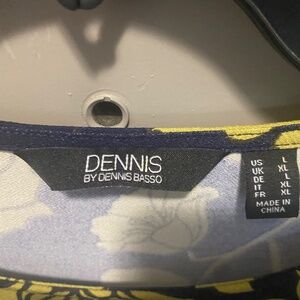 DENNIS
BY DENNIS BASSO
US L
UK XL
DE L
IT XL
FR XL
MADE IN
CHINA